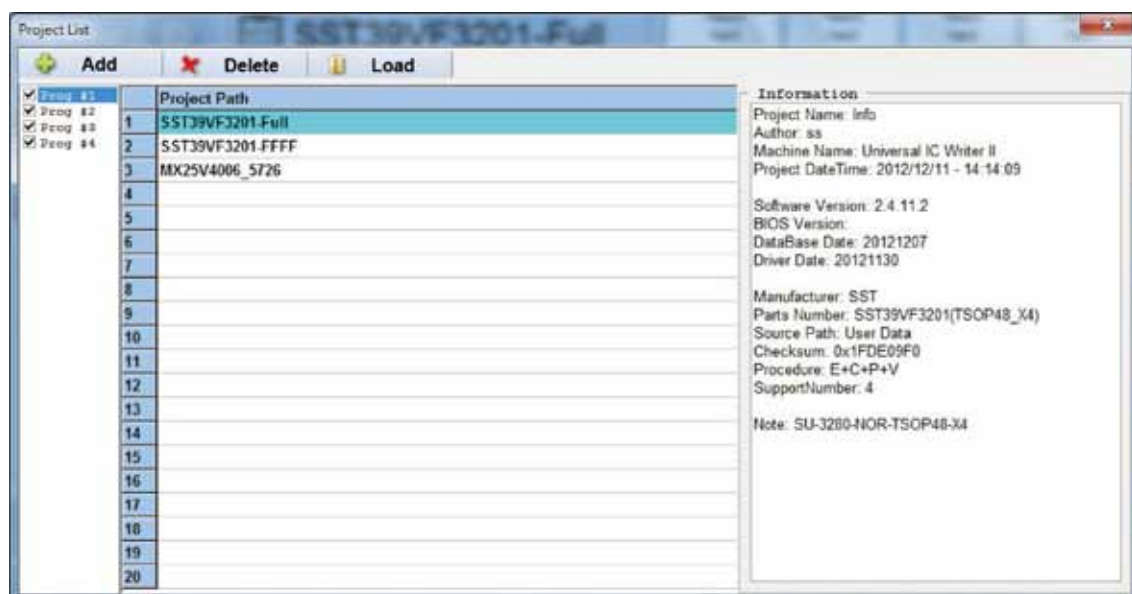 Project List
SST39VF3201-Full
Add
Delete
Load
Prog #1
Prog #2
Prog #3
Prog #4
Project Path
1 SST39VF3201-Full
2 SST39VF3201-FFFF
3 MX25V4006_5726
4
5
6
7
8
9
10
11
12
13
14
15
16
17
18
19
20
Information
Project Name: Info
Author: ss
Machine Name: Universal IC Writer II
Project DateTime: 2012/12/11 - 14:14:09
Software Version: 2.4.11.2
BIOS Version:
DataBase Date: 20121207
Driver Date: 20121130
Manufacturer: SST
Parts Number: SST39VF3201(TSOP48_X4)
Source Path: User Data
Checksum: 0x1FDE09F0
Procedure: E+C+P+V
SupportNumber: 4
Note: SU-3280-NOR-TSOP48-X4